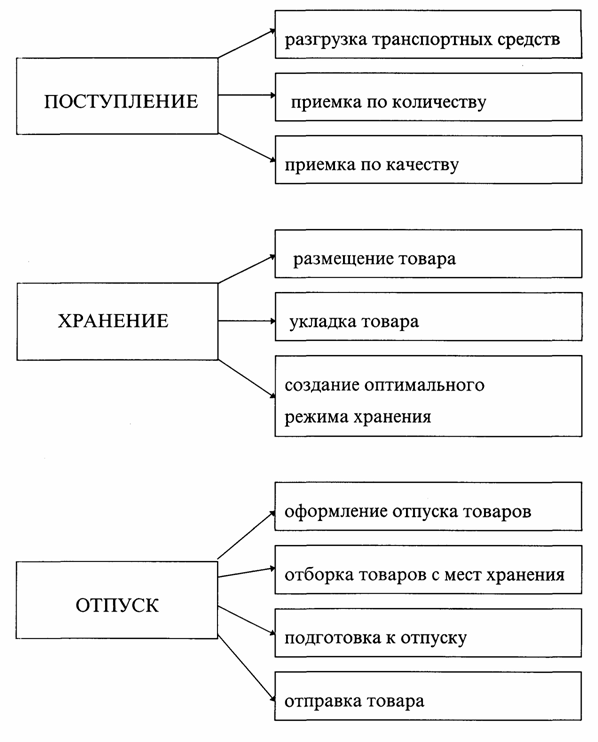 разгрузка транспортных средств
ПОСТУПЛЕНИЕ
приемка по количеству
приемка по качеству
размещение товара
ХРАНЕНИЕ
укладка товара
создание оптимального
режима хранения
оформление отпуска товаров
отборка товаров с мест хранения
ОТПУСК
подготовка к отпуску
отправка товара